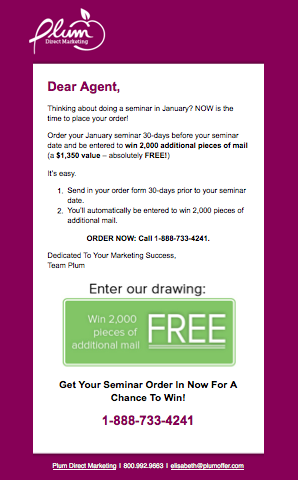 Plum
Direct Marketing
Dear Agent,
Thinking about doing a seminar in January? NOW is the
time to place your order!
Order your January seminar 30-days before your seminar
date and be entered to win 2,000 additional pieces of mail
(a $1,350 value – absolutely FREE!)
It's easy.
1. Send in your order form 30-days prior to your seminar
date.
2. You'll automatically be entered to win 2,000 pieces of
additional mail.
ORDER NOW: Call 1-888-733-4241.
Dedicated To Your Marketing Success,
Team Plum
Enter our drawing:
Win 2,000
pieces of
additional mail
FREE
Get Your Seminar Order In Now For A
Chance To Win!
1-888-733-4241
Plum Direct Marketing I 800.992.9663 I elisabeth@plumoffer.com